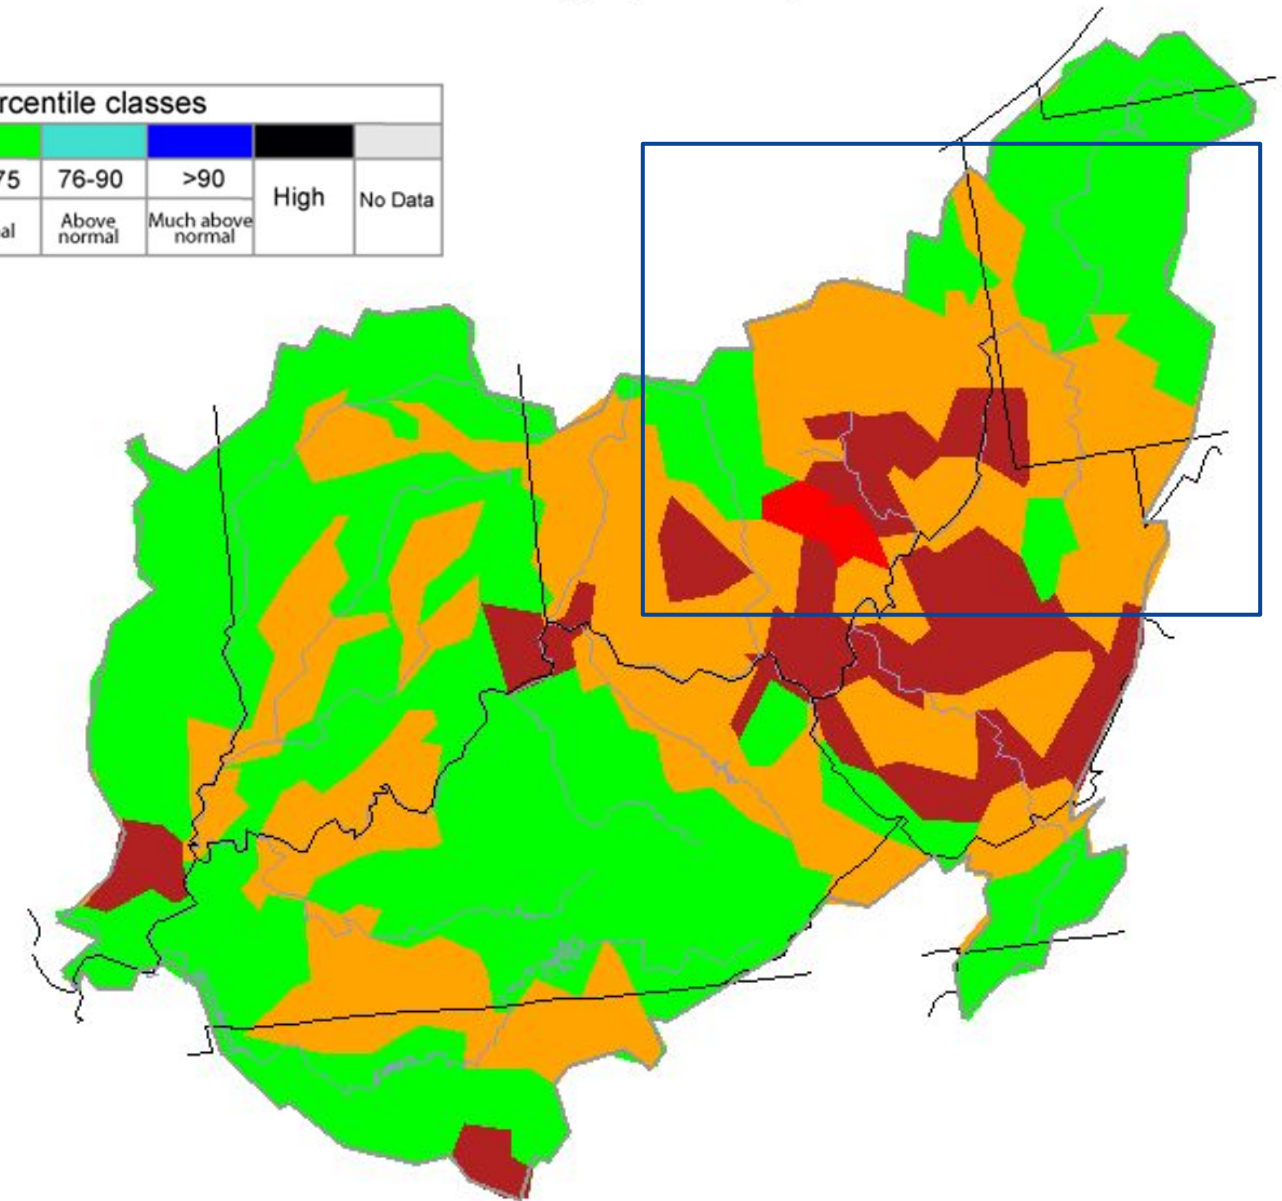 rcentile classes
75 76-90 >90 High No Data
al Above normal Much above normal